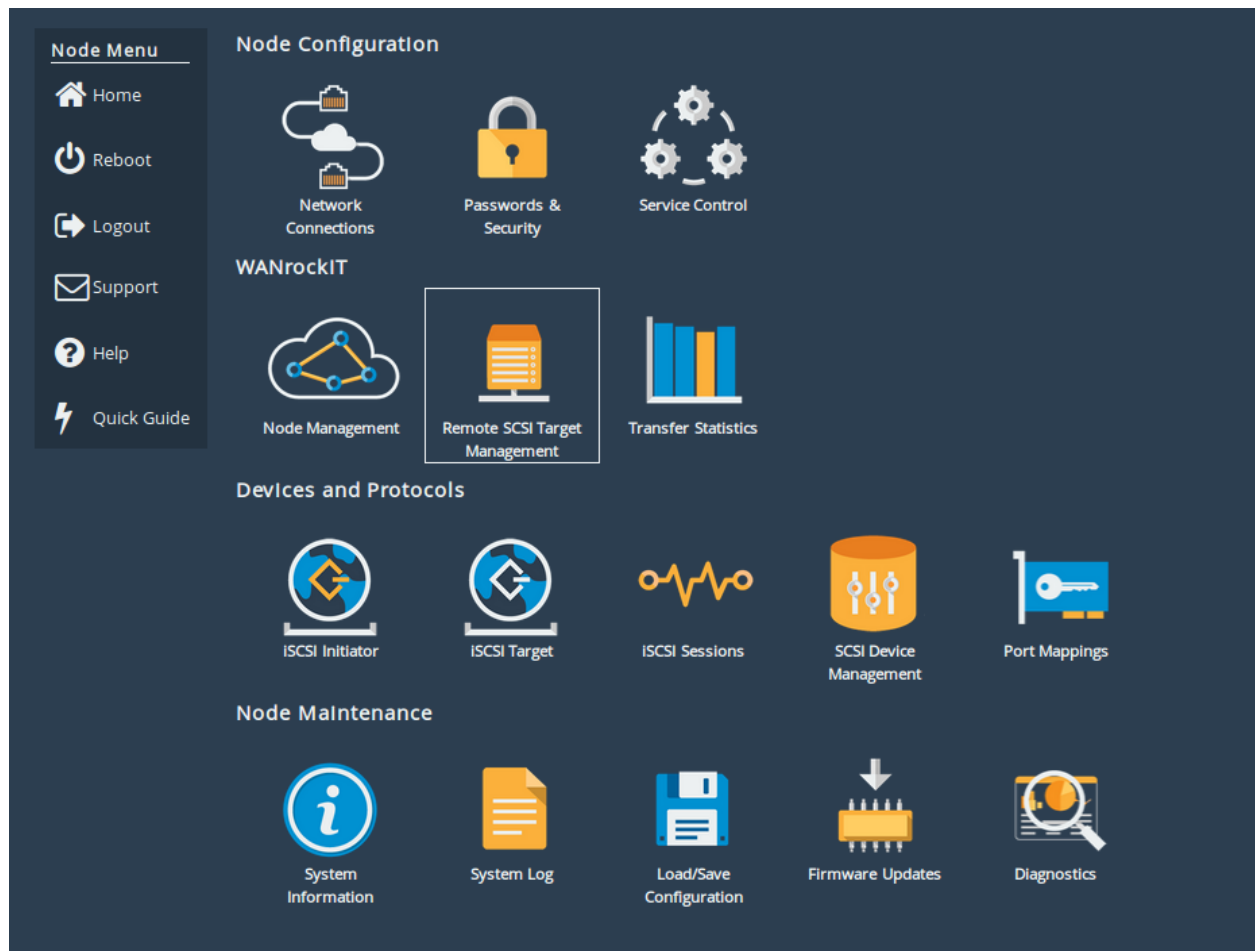 Node Menu
Home
Reboot
Logout
Support
Help
Quick Guide
Node Configuration
Network
Connections
Passwords &
Security
Service Control
WANrockIT
Node Management
Remote SCSI Target
Management
Transfer Statistics
Devices and Protocols
iSCSI Initiator
iSCSI Target
iSCSI Sessions
SCSI Device
Management
Port Mappings
Node Maintenance
System
Information
System Log
Load/Save
Configuration
Firmware Updates
Diagnostics